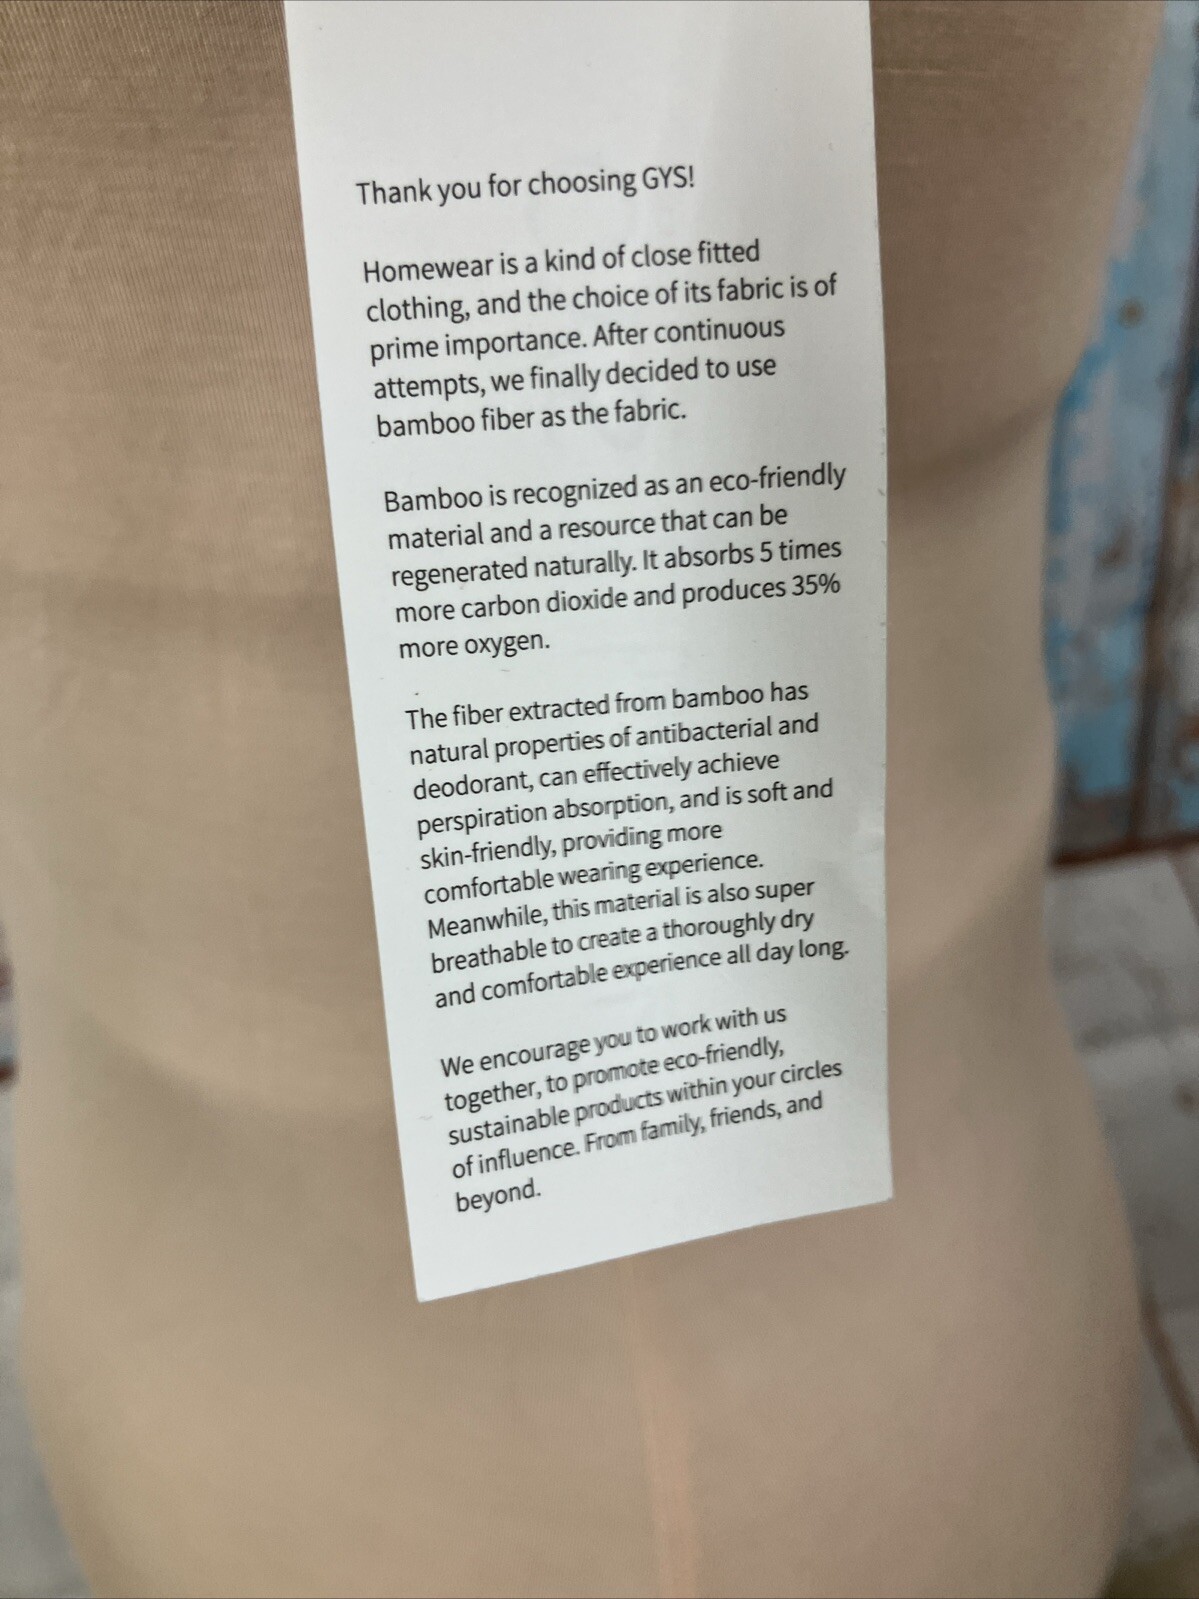 Thank you for choosing GYS!
Homewear is a kind of close fitted
clothing, and the choice of its fabric is of
prime importance. After continuous
attempts, we finally decided to use
bamboo fiber as the fabric.
Bamboo is recognized as an eco-friendly
material and a resource that can be
regenerated naturally. It absorbs 5 times
more carbon dioxide and produces 35%
more oxygen.
The fiber extracted from bamboo has
natural properties of antibacterial and
deodorant, can effectively achieve
perspiration absorption, and is soft and
skin-friendly, providing more
comfortable wearing experience.
Meanwhile, this material is also super
breathable to create a thoroughly dry
and comfortable experience all day long.
We encourage you to work with us
together, to promote eco-friendly,
sustainable products within your circles
of influence. From family, friends, and
beyond.